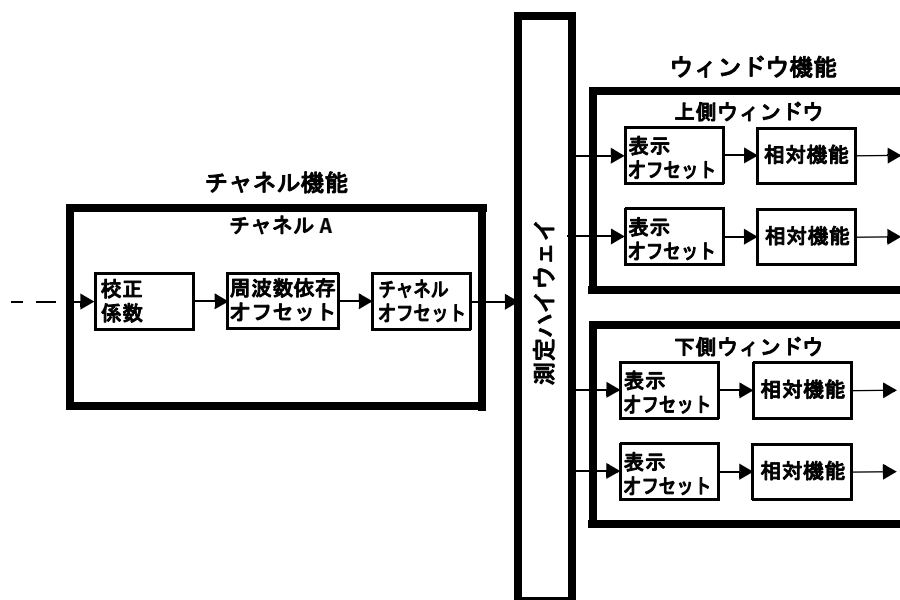 チャネル機能
チャネル A
校正
係数
周波数依存
オフセット
チャネル
オフセット
測定ハイウェイ
ウィンドウ機能
上側ウィンドウ
表示
オフセット
相対機能
表示
オフセット
相対機能
下側ウィンドウ
表示
オフセット
相対機能
表示
オフセット
相対機能